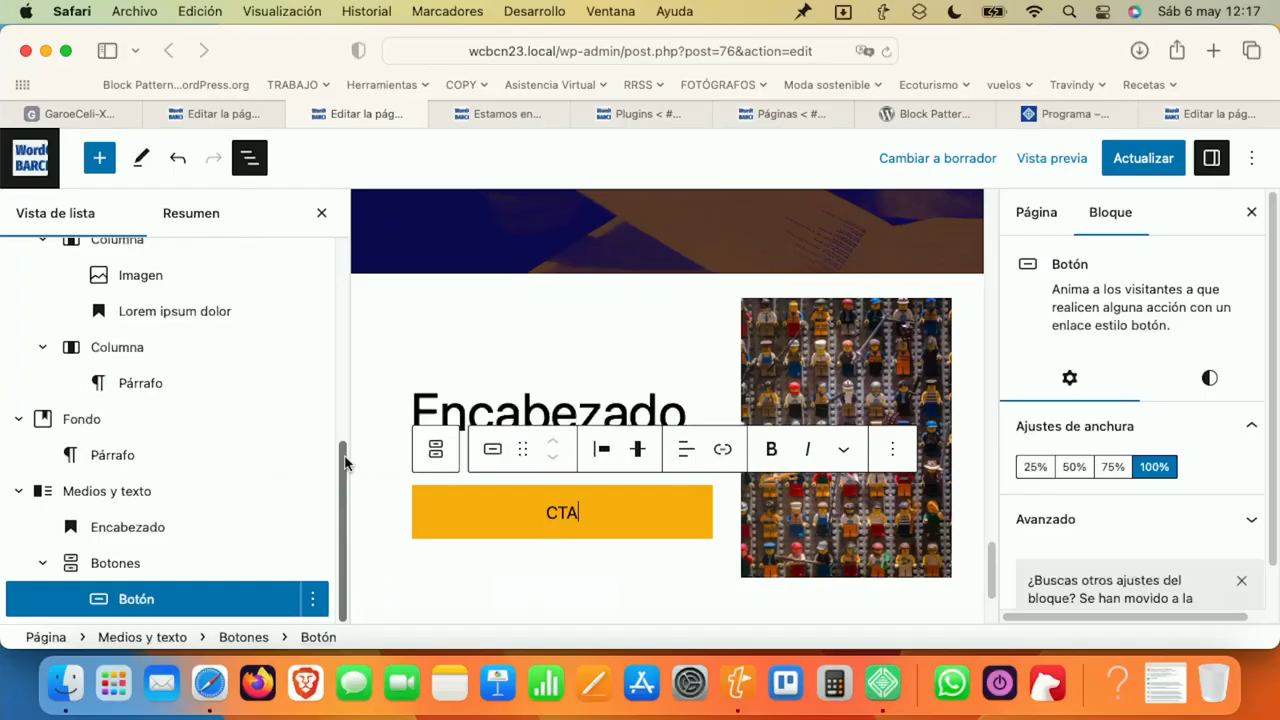 Safari Archivo Edición Visualización Historial Marcadores Desarrollo Ventana Ayuda Sáb 6 may 12:17
wcbcn23.local/wp-admin/post.php?post=76&action=edit
Block Pattern...ordPress.org TRABAJO Herramientas COPY Asistencia Virtual RRSS FOTÓGRAFOS Moda sostenible Ecoturismo vuelos Travindy Recetas
GaroeCeli-X... Editar la pág... Editar la pág... Estamos en... Plugins < #... Páginas < #... Block Patter... Programa –... Editar la pág...
Word
BARCI
Cambiar a borrador Vista previa Actualizar
Vista de lista Resumen
Página Bloque
Columna
Imagen
Lorem ipsum dolor
Columna
Párrafo
Fondo
Párrafo
Medios y texto
Encabezado
Botones
Botón
Encabezado
B I
CTA
Botón
Anima a los visitantes a que
realicen alguna acción con un
enlace estilo botón.
Ajustes de anchura
25% 50% 75% 100%
Avanzado
¿Buscas otros ajustes del
bloque? Se han movido a la
Página > Medios y texto > Botones > Botón